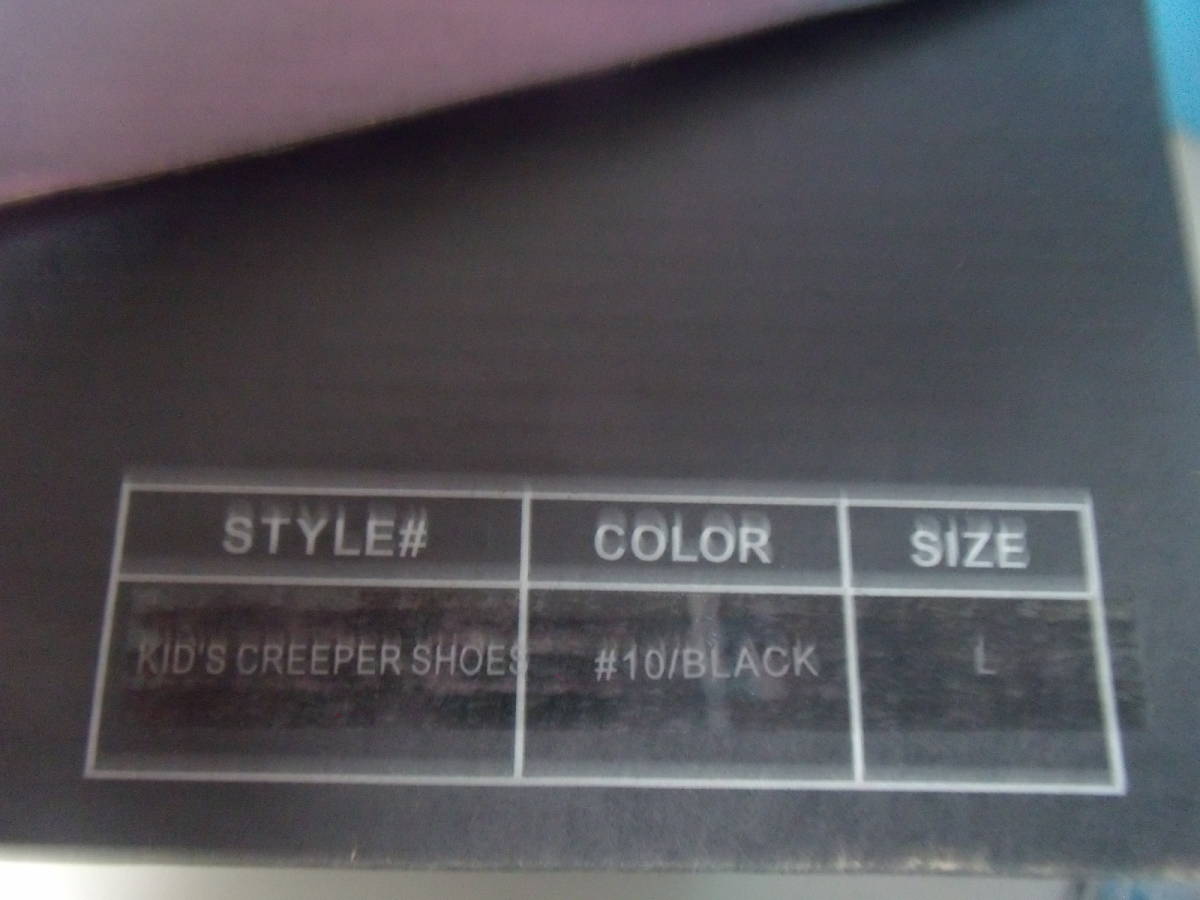 STYLE# COLOR SIZE
KID'S CREEPER SHOES #10/BLACK L